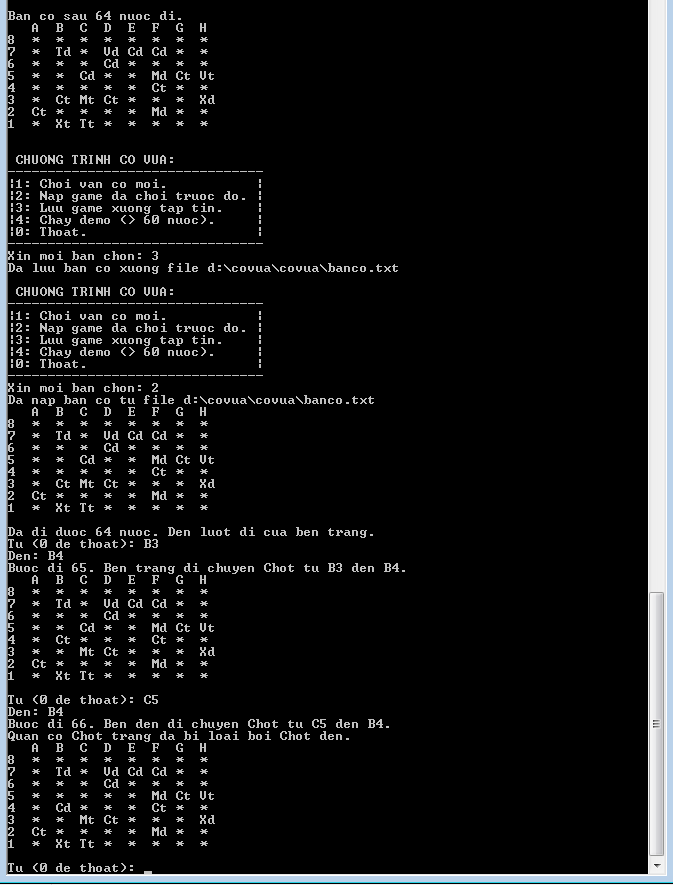 Ban co sau 64 nuoc di.
A B C D E F G H
8 * * * * * * * *
7 * Td * Vd Cd Cd * *
6 * * * Cd * * * *
5 * * Cd * * Md Ct Vt
4 * * * * * Ct * *
3 * Ct Mt Ct * * * Xd
2 Ct * * * * Md * *
1 * Xt Tt * * * * *
CHUONG TRINH CO VUA:
---------------------------------
|1: Choi van co moi. |
|2: Nap game da choi truoc do. |
|3: Luu game xuong tap tin. |
|4: Chay demo (> 60 nuoc). |
|0: Thoat. |
---------------------------------
Xin moi ban chon: 3
Da luu ban co xuong file d:\covua\covua\banco.txt
CHUONG TRINH CO VUA:
---------------------------------
|1: Choi van co moi. |
|2: Nap game da choi truoc do. |
|3: Luu game xuong tap tin. |
|4: Chay demo (> 60 nuoc). |
|0: Thoat. |
---------------------------------
Xin moi ban chon: 2
Da nap ban co tu file d:\covua\covua\banco.txt
A B C D E F G H
8 * * * * * * * *
7 * Td * Vd Cd Cd * *
6 * * * Cd * * * *
5 * * Cd * * Md Ct Vt
4 * * * * * Ct * *
3 * Ct Mt Ct * * * Xd
2 Ct * * * * Md * *
1 * Xt Tt * * * * *
Da di duoc 64 nuoc. Den luot di cua ben trang.
Tu (0 de thoat): B3
Den: B4
Buoc di 65. Ben trang di chuyen Chot tu B3 den B4.
A B C D E F G H
8 * * * * * * * *
7 * Td * Vd Cd Cd * *
6 * * * Cd * * * *
5 * * Cd * * Md Ct Vt
4 * Ct * * * Ct * *
3 * * Mt Ct * * * Xd
2 Ct * * * * Md * *
1 * Xt Tt * * * * *
Tu (0 de thoat): C5
Den: B4
Buoc di 66. Ben den di chuyen Chot tu C5 den B4.
Quan co Chot trang da bi loai boi Chot den.
A B C D E F G H
8 * * * * * * * *
7 * Td * Vd Cd Cd * *
6 * * * Cd * * * *
5 * * * * * Md Ct Vt
4 * Cd * * * Ct * *
3 * * Mt Ct * * * Xd
2 Ct * * * * Md * *
1 * Xt Tt * * * * *
Tu (0 de thoat): _